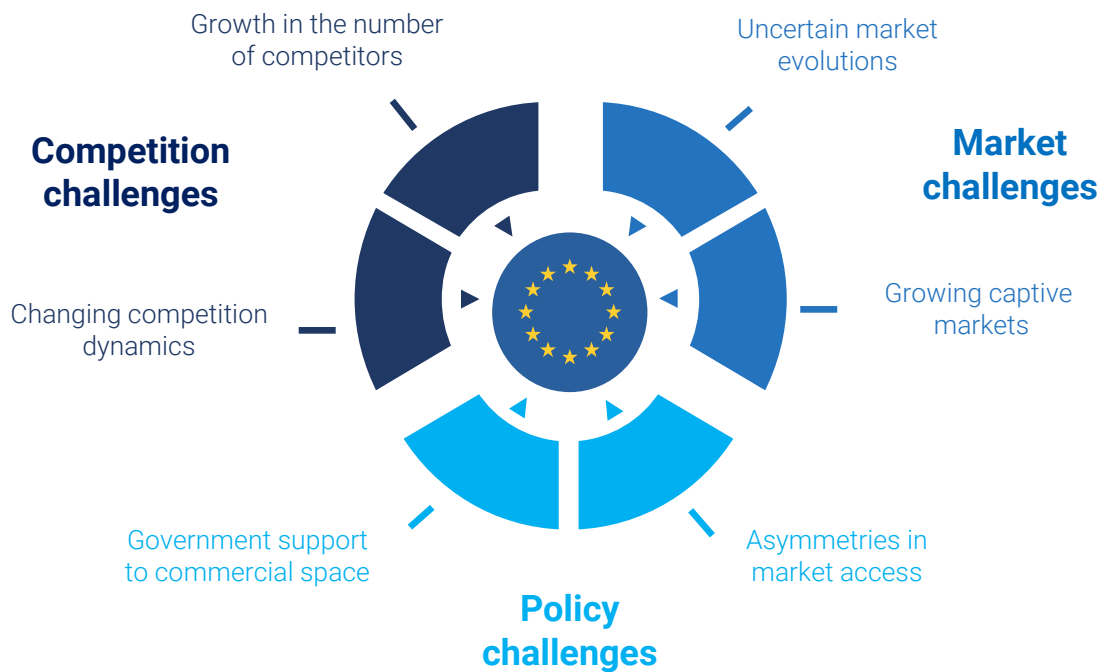 Growth in the number
of competitors
Uncertain market
evolutions
Competition
challenges
Market
challenges
Changing competition
dynamics
Growing captive
markets
Government support
to commercial space
Asymmetries in
market access
Policy
challenges